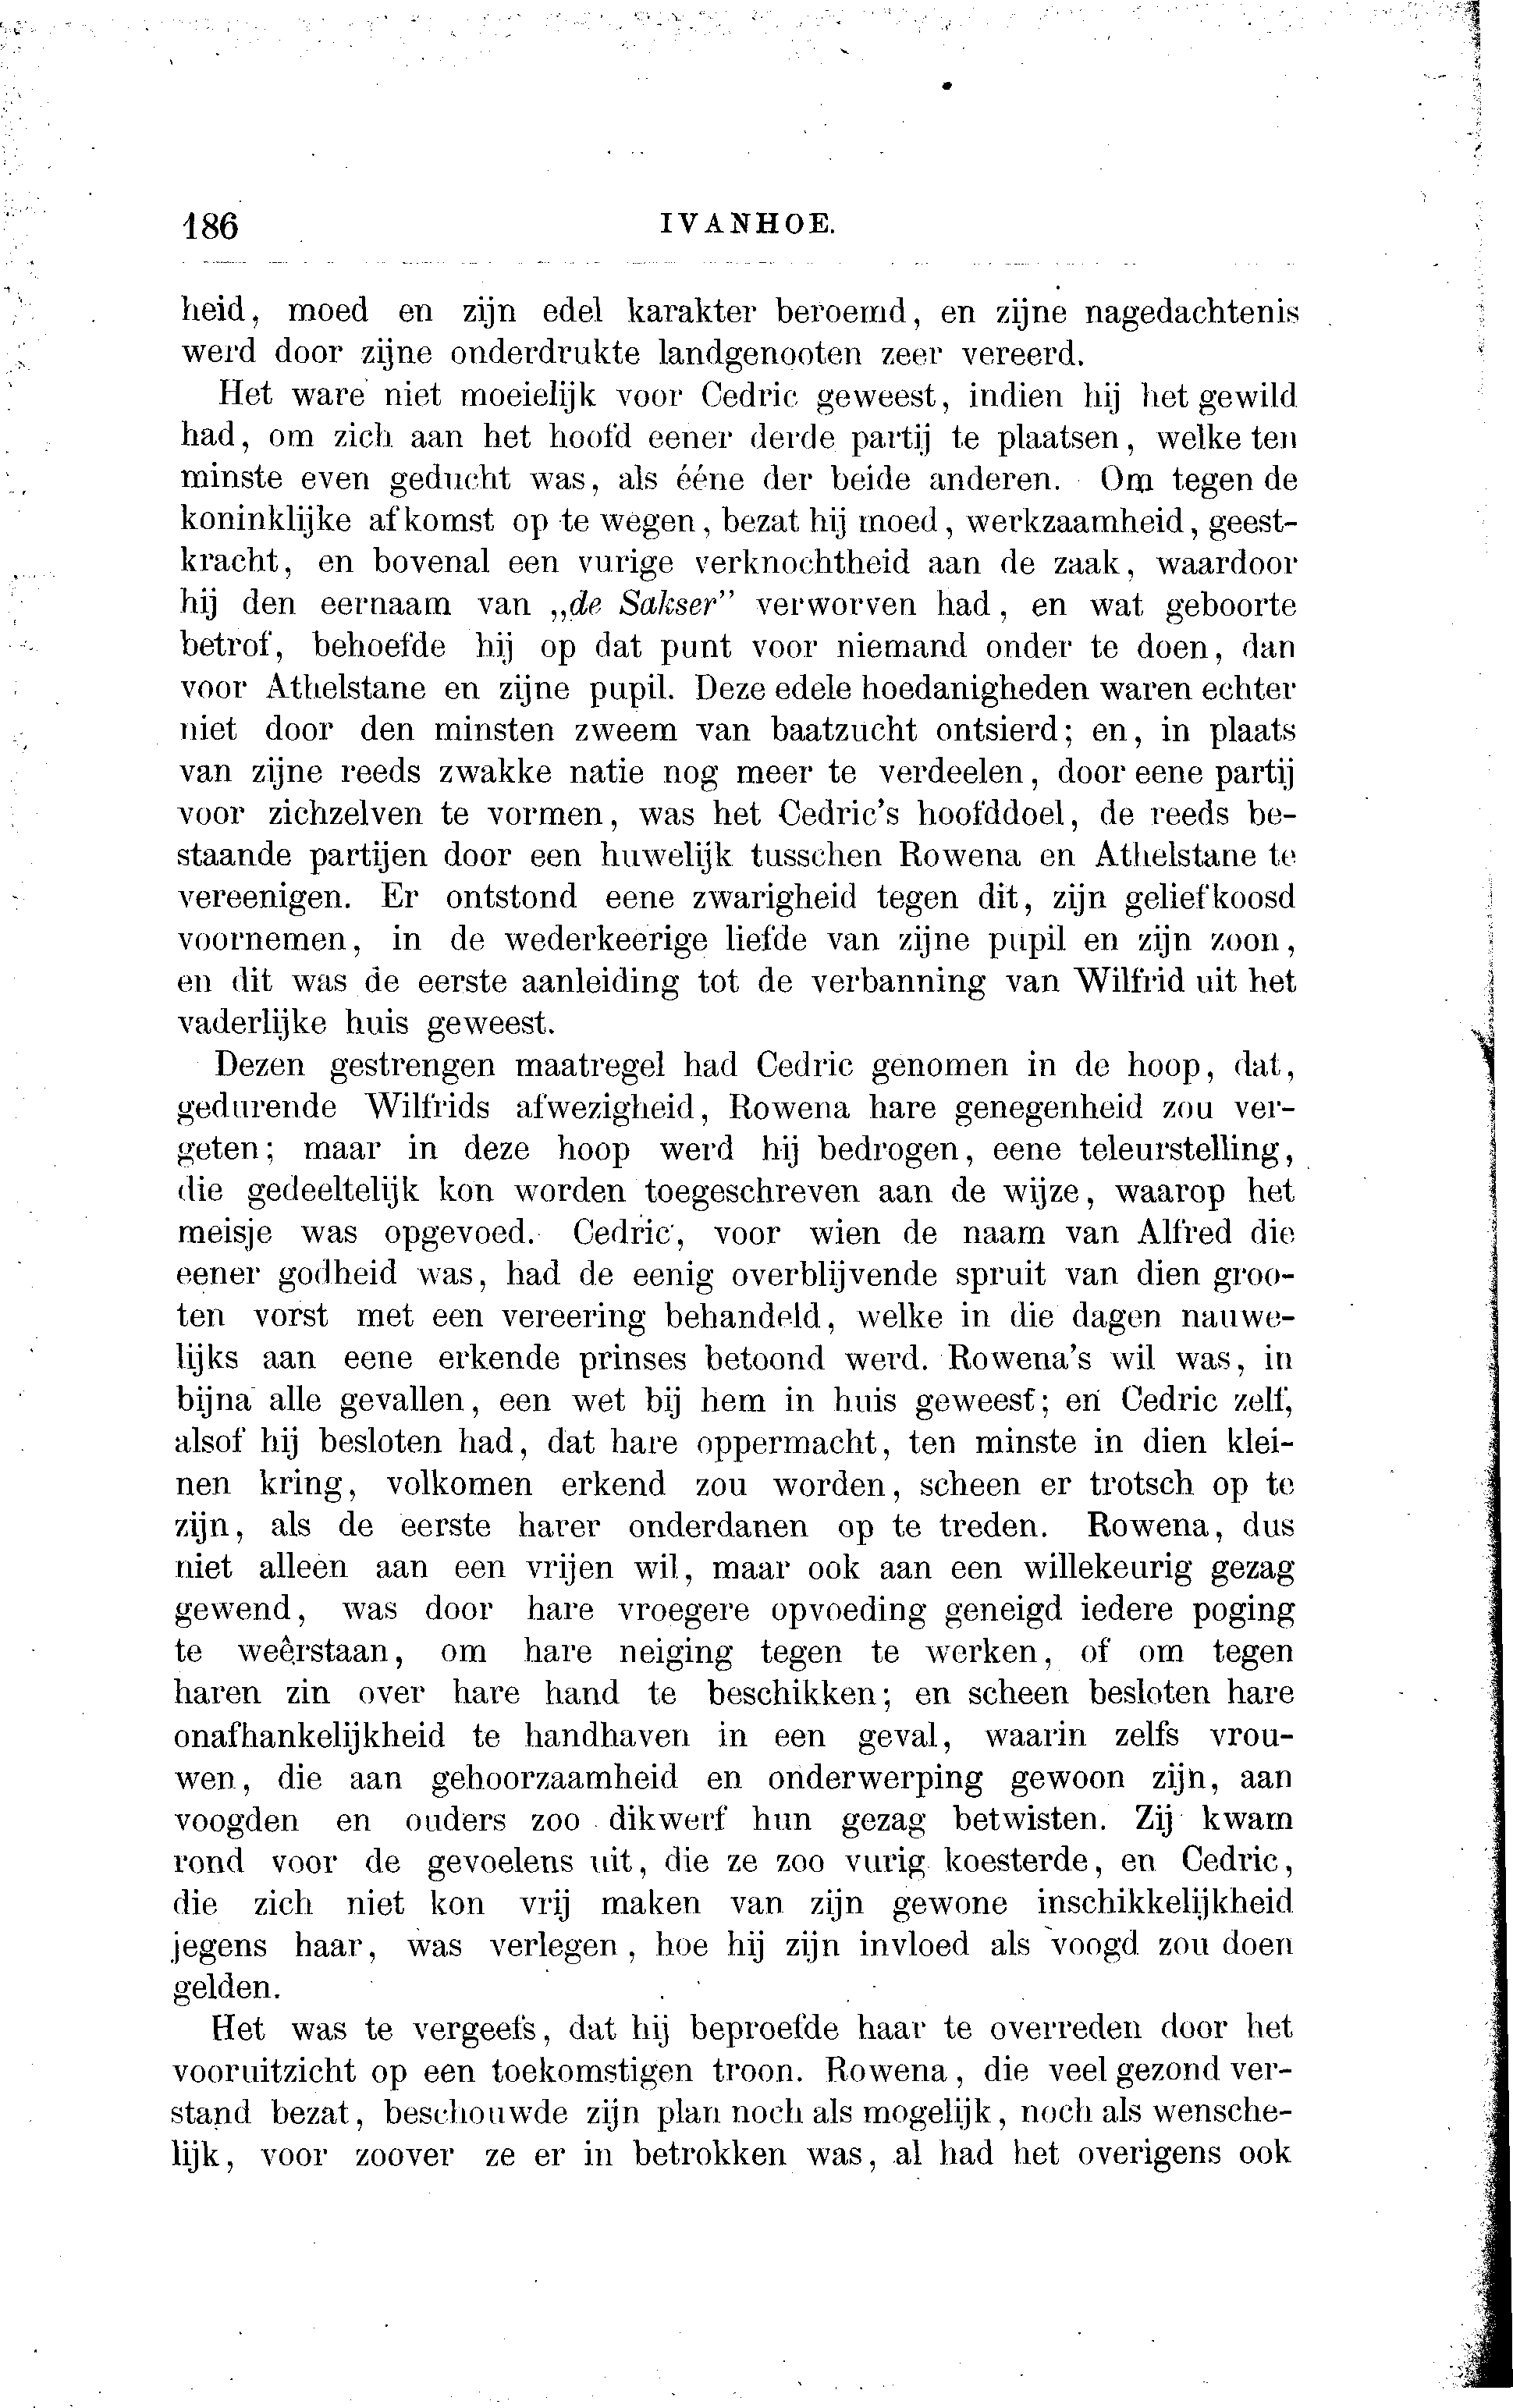 186 IVANHOE.
heid, moed en zijn edel karakter beroemd, en zijne nagedachtenis
werd door zijne onderdrukte landgenooten zeer vereerd.
Het ware niet moeielijk voor Cedric geweest, indien hij het gewild
had, om zich aan het hoofd eener derde partij te plaatsen, welke ten
minste even geducht was, als ééne der beide anderen. Om tegen de
koninklijke afkomst op te wegen, bezat hij moed, werkzaamheid, geest-
kracht, en bovenal een vurige verknochtheid aan de zaak, waardoor
hij den eernaam van „de Sakser” verworven had, en wat geboorte
betrof, behoefde hij op dat punt voor niemand onder te doen, dan
voor Athelstane en zijne pupil. Deze edele hoedanigheden waren echter
niet door den minsten zweem van baatzucht ontsierd; en, in plaats
van zijne reeds zwakke natie nog meer te verdeelen, door eene partij
voor zichzelven te vormen, was het Cedric's hoofddoel, de reeds be-
staande partijen door een huwelijk tusschen Rowena en Athelstane te
vereenigen. Er ontstond eene zwarigheid tegen dit, zijn geliefkoosd
voornemen, in de wederkeerige liefde van zijne pupil en zijn zoon,
en dit was de eerste aanleiding tot de verbanning van Wilfrid uit het
vaderlijke huis geweest.
Dezen gestrengen maatregel had Cedric genomen in de hoop, dat,
gedurende Wilfrids afwezigheid, Rowena hare genegenheid zou ver-
geten; maar in deze hoop werd hij bedrogen, eene teleurstelling,
die gedeeltelijk kon worden toegeschreven aan de wijze, waarop het
meisje was opgevoed. Cedric, voor wien de naam van Alfred die
eener godheid was, had de eenig overblijvende spruit van dien groo-
ten vorst met een vereering behandeld, welke in die dagen nauwe-
lijks aan eene erkende prinses betoond werd. Rowena's wil was, in
bijna alle gevallen, een wet bij hem in huis geweest; en Cedric zelf,
alsof hij besloten had, dat hare oppermacht, ten minste in dien klei-
nen kring, volkomen erkend zou worden, scheen er trotsch op te
zijn, als de eerste harer onderdanen op te treden. Rowena, dus
niet alleen aan een vrijen wil, maar ook aan een willekeurig gezag
gewend, was door hare vroegere opvoeding geneigd iedere poging
te weêrstaan, om hare neiging tegen te werken, of om tegen
haren zin over hare hand te beschikken; en scheen besloten hare
onafhankelijkheid te handhaven in een geval, waarin zelfs vrou-
wen, die aan gehoorzaamheid en onderwerping gewoon zijn, aan
voogden en ouders zoo dikwerf hun gezag betwisten. Zij kwam
rond voor de gevoelens uit, die ze zoo vurig koesterde, en Cedric,
die zich niet kon vrij maken van zijn gewone inschikkelijkheid
jegens haar, was verlegen, hoe hij zijn invloed als voogd zou doen
gelden.
Het was te vergeefs, dat hij beproefde haar te overreden door het
vooruitzicht op een toekomstigen troon. Rowena, die veel gezond ver-
stand bezat, beschouwde zijn plan noch als mogelijk, noch als wensche-
lijk, voor zoover ze er in betrokken was, al had het overigens ook